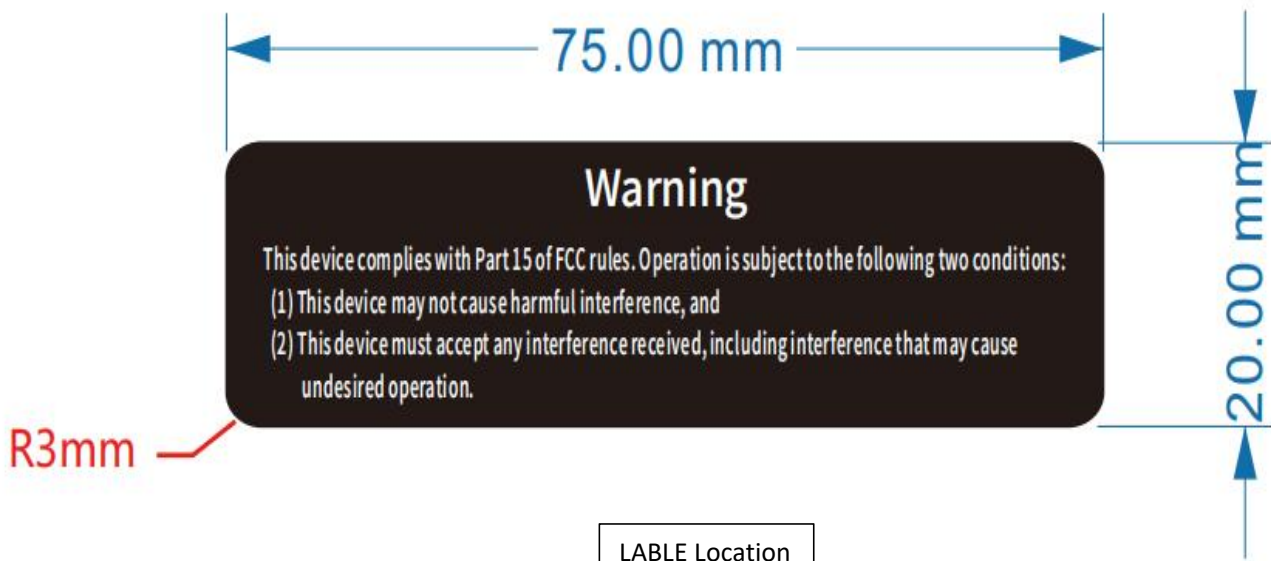 75.00 mm
Warning
This device complies with Part 15 of FCC rules. Operation is subject to the following two conditions:
(1) This device may not cause harmful interference, and
(2) This device must accept any interference received, including interference that may cause
undesired operation.
20.00 mm
R3mm
LABLE Location